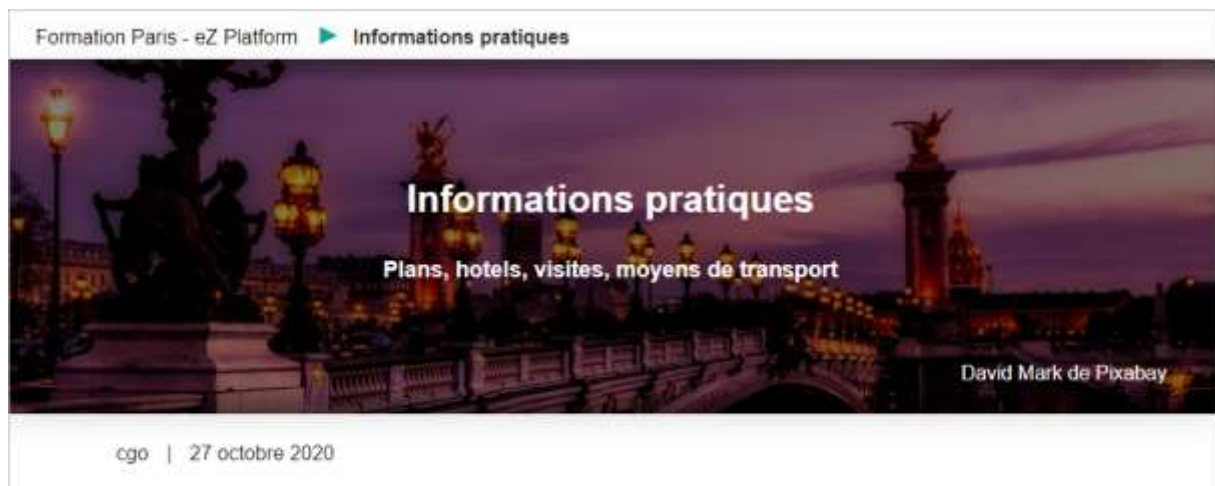 Formation Paris - eZ Platform ▶ Informations pratiques
Informations pratiques
Plans, hotels, visites, moyens de transport
David Mark de Pixabay
cgo | 27 octobre 2020